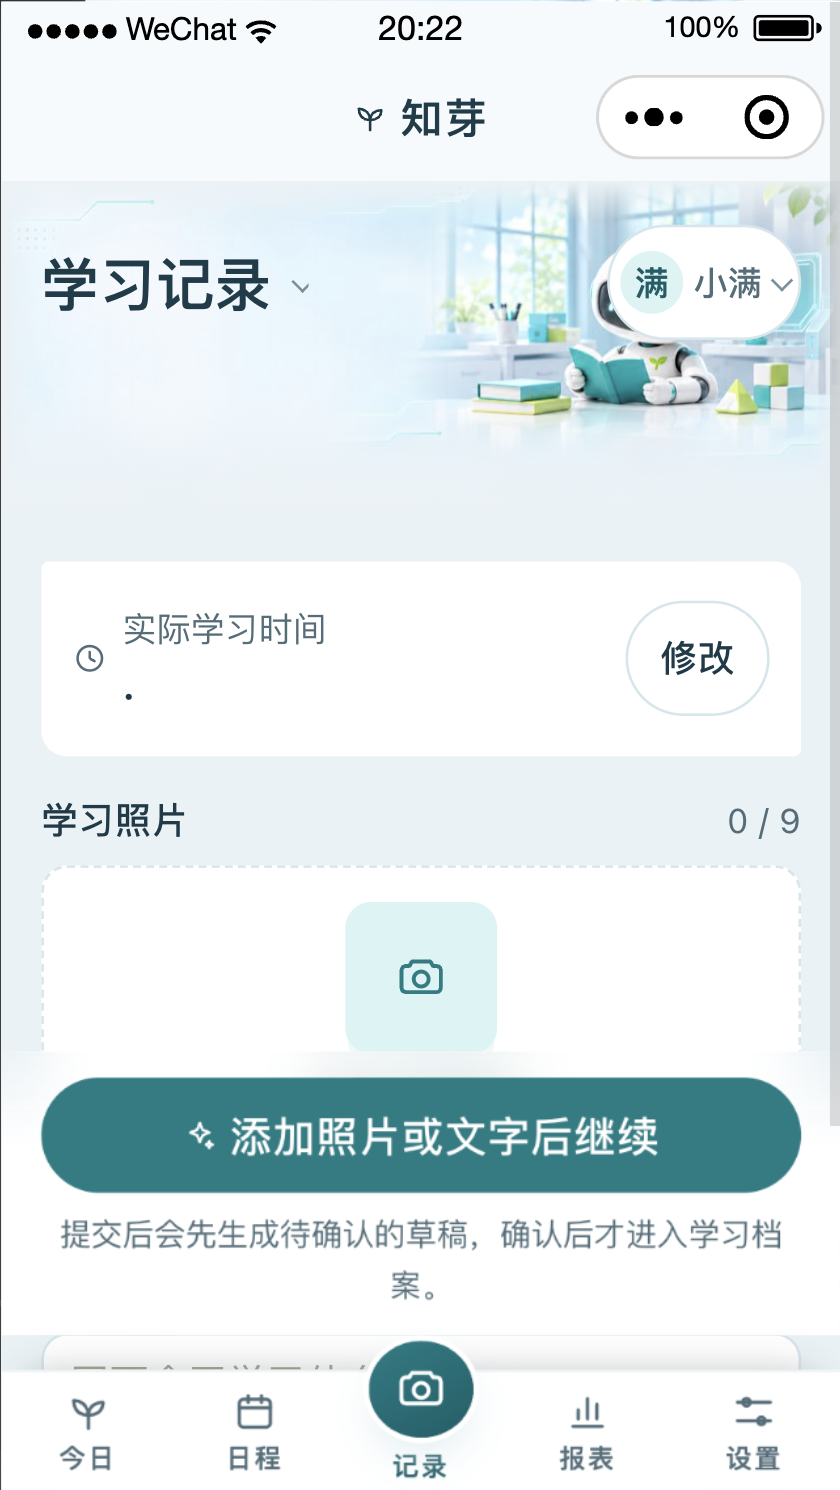 WeChat 20:22 100%
知芽
学习记录
满 小满
实际学习时间
·
修改
学习照片 0 / 9
添加照片或文字后继续
提交后会先生成待确认的草稿，确认后才进入学习档
案。
今日 日程 记录 报表 设置